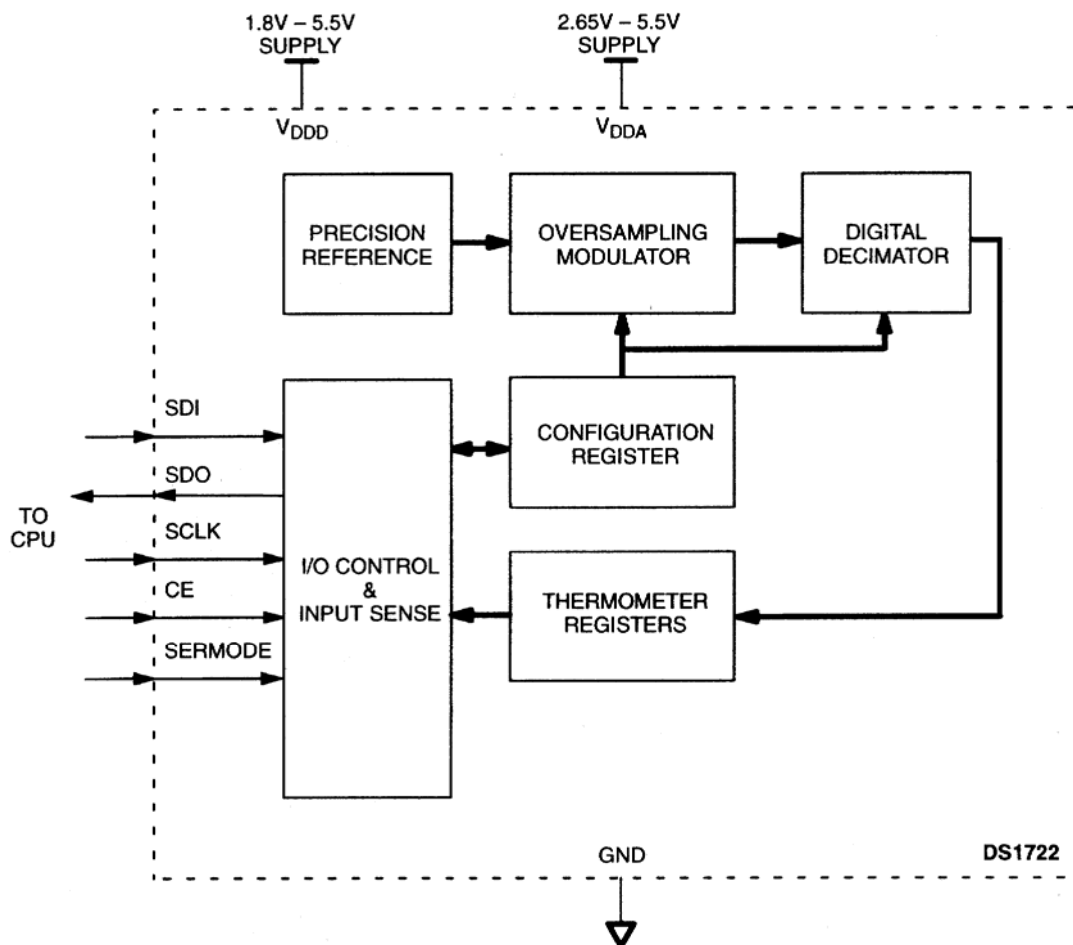 1.8V – 5.5V
SUPPLY
2.65V – 5.5V
SUPPLY
VDDD
VDDA
PRECISION
REFERENCE
OVERSAMPLING
MODULATOR
DIGITAL
DECIMATOR
SDI
SDO
TO
CPU
SCLK
CE
SERMODE
I/O CONTROL
&
INPUT SENSE
CONFIGURATION
REGISTER
THERMOMETER
REGISTERS
GND
DS1722